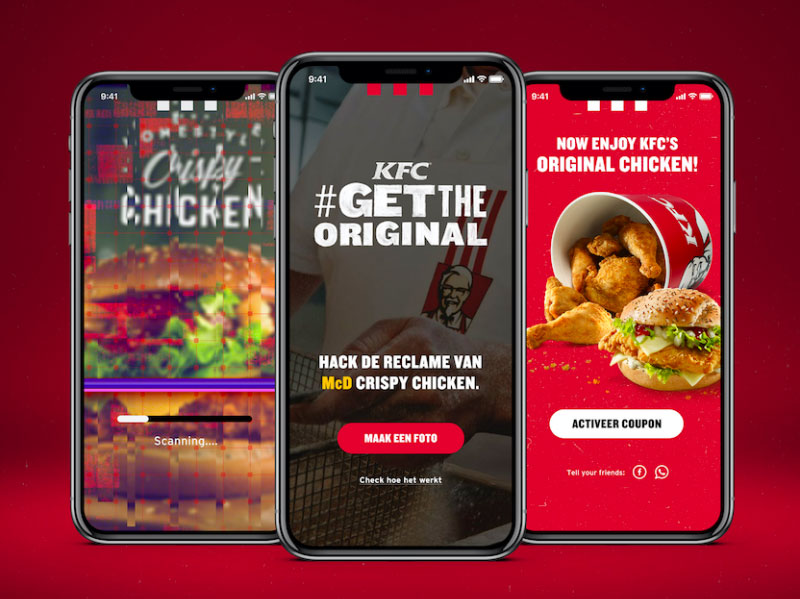 9:41
HOMESTYLE
Crispy
CHICKEN
Scanning....
9:41
KFC
#GET THE
ORIGINAL
HACK DE RECLAME VAN
McD CRISPY CHICKEN.
MAAK EEN FOTO
Check hoe het werkt
9:41
NOW ENJOY KFC'S
ORIGINAL CHICKEN!
KFC
ACTIVEER COUPON
Tell your friends: